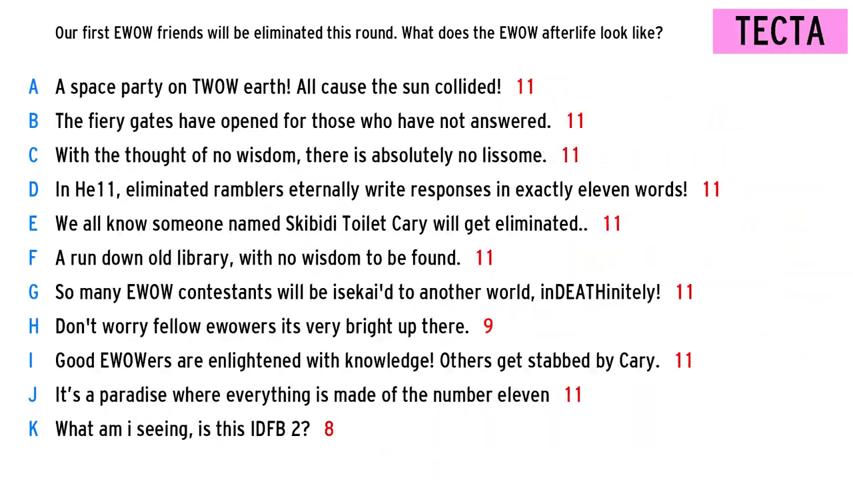 Our first EWOW friends will be eliminated this round. What does the EWOW afterlife look like?
TECTA
A A space party on TWOW earth! All cause the sun collided! 11
B The fiery gates have opened for those who have not answered. 11
C With the thought of no wisdom, there is absolutely no lissome. 11
D In He11, eliminated ramblers eternally write responses in exactly eleven words! 11
E We all know someone named Skibidi Toilet Cary will get eliminated.. 11
F A run down old library, with no wisdom to be found. 11
G So many EWOW contestants will be isekai'd to another world, inDEATHinitely! 11
H Don't worry fellow ewowers its very bright up there. 9
I Good EWOWers are enlightened with knowledge! Others get stabbed by Cary. 11
J It’s a paradise where everything is made of the number eleven 11
K What am i seeing, is this IDFB 2? 8